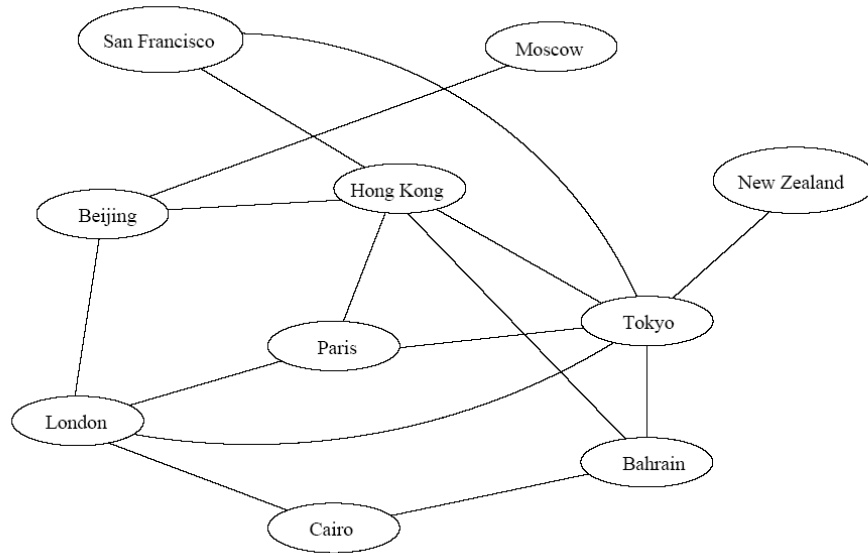 San Francisco
Moscow
Hong Kong
New Zealand
Beijing
Tokyo
Paris
London
Bahrain
Cairo